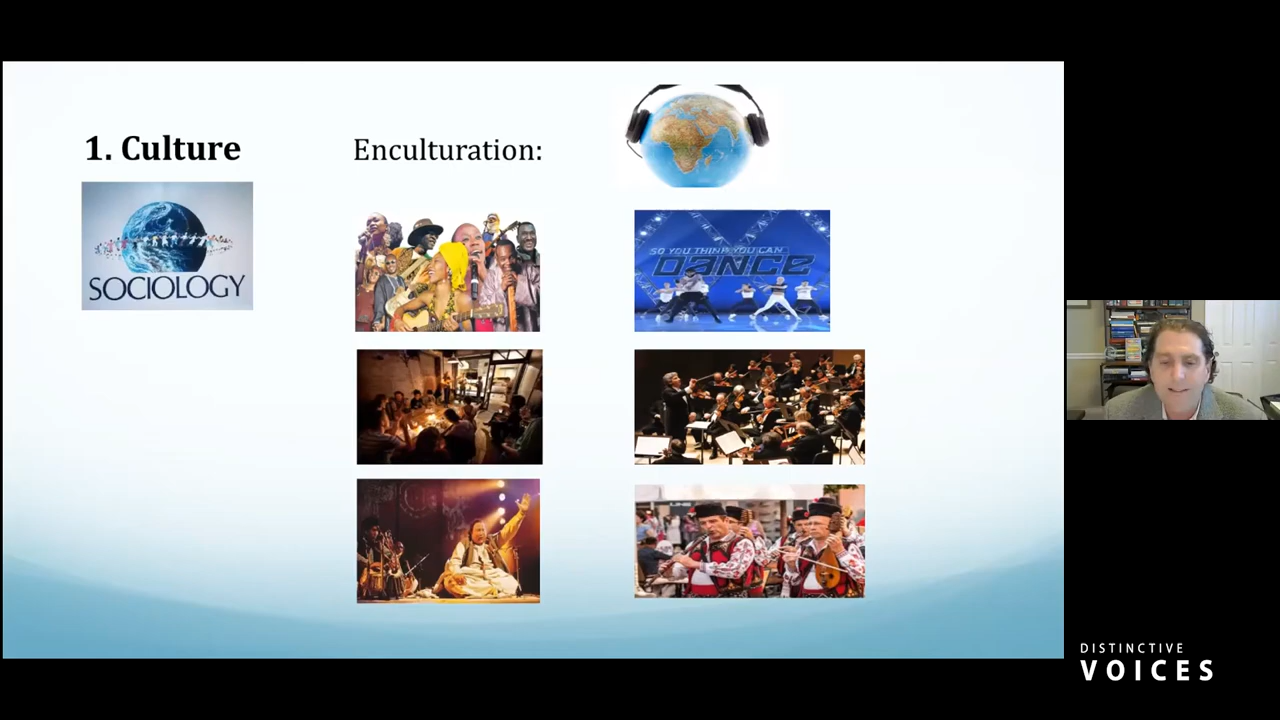 1. Culture
Enculturation:
SOCIOLOGY
SO YOU THINK YOU CAN
DANCE
DISTINCTIVE
VOICES